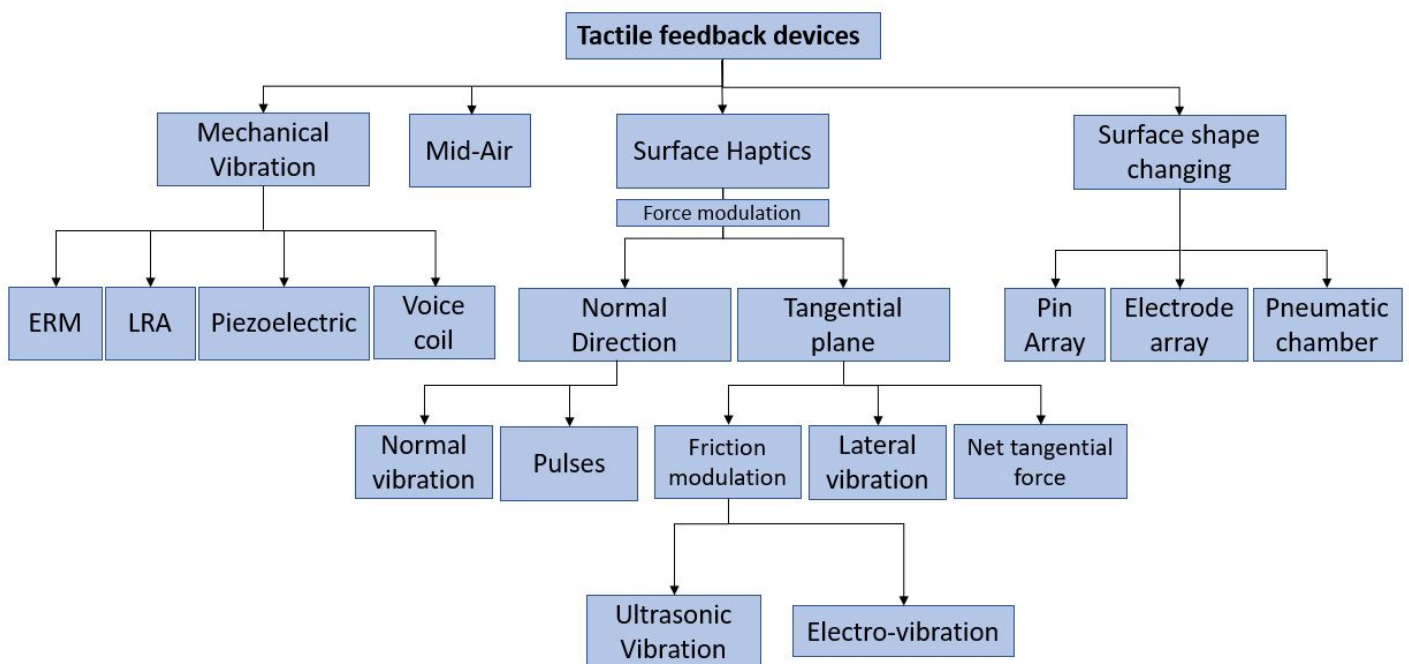 Tactile feedback devices
Mechanical
Vibration
Mid-Air
Surface Haptics
Surface shape
changing
Force modulation
ERM
LRA
Piezoelectric
Voice
coil
Normal
Direction
Tangential
plane
Pin
Array
Electrode
array
Pneumatic
chamber
Normal
vibration
Pulses
Friction
modulation
Lateral
vibration
Net tangential
force
Ultrasonic
Vibration
Electro-vibration